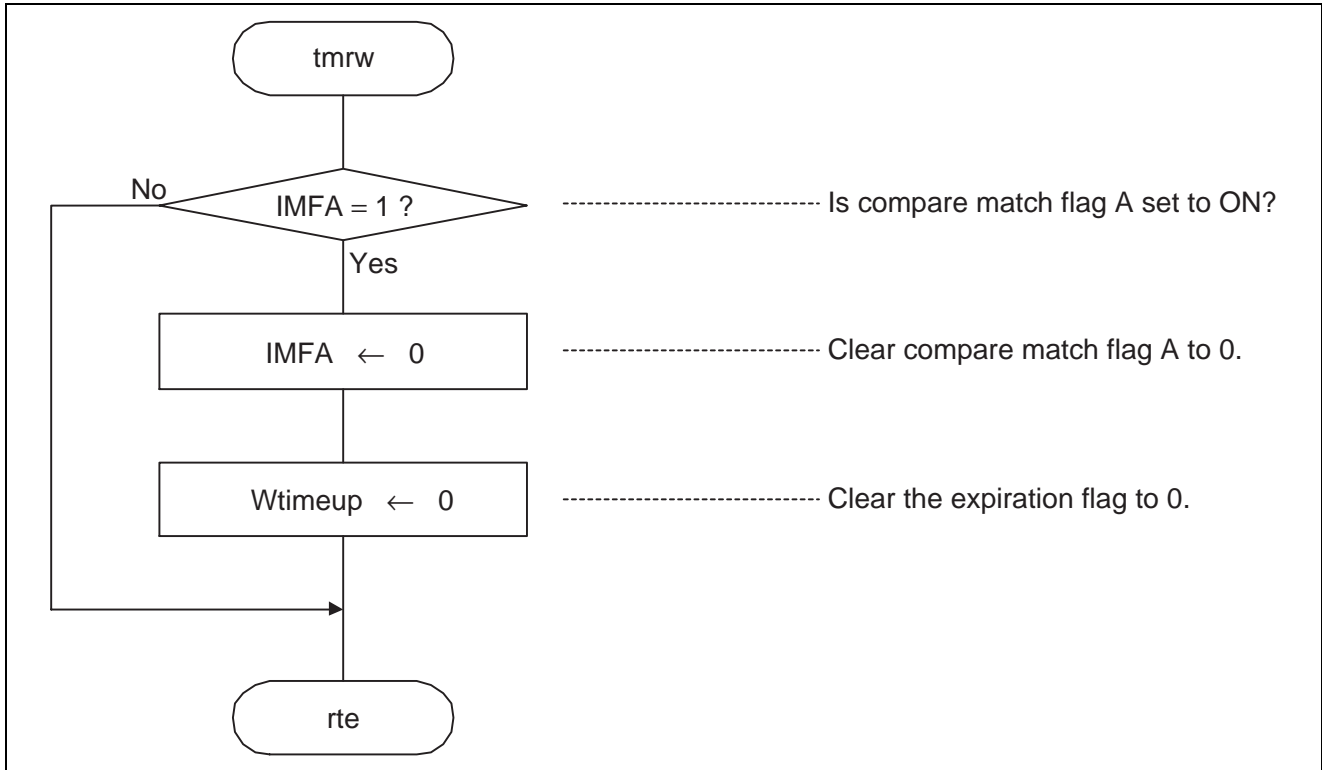 tmrw
No
IMFA = 1 ?
Is compare match flag A set to ON?
Yes
IMFA ← 0
Clear compare match flag A to 0.
Wtimeup ← 0
Clear the expiration flag to 0.
rte